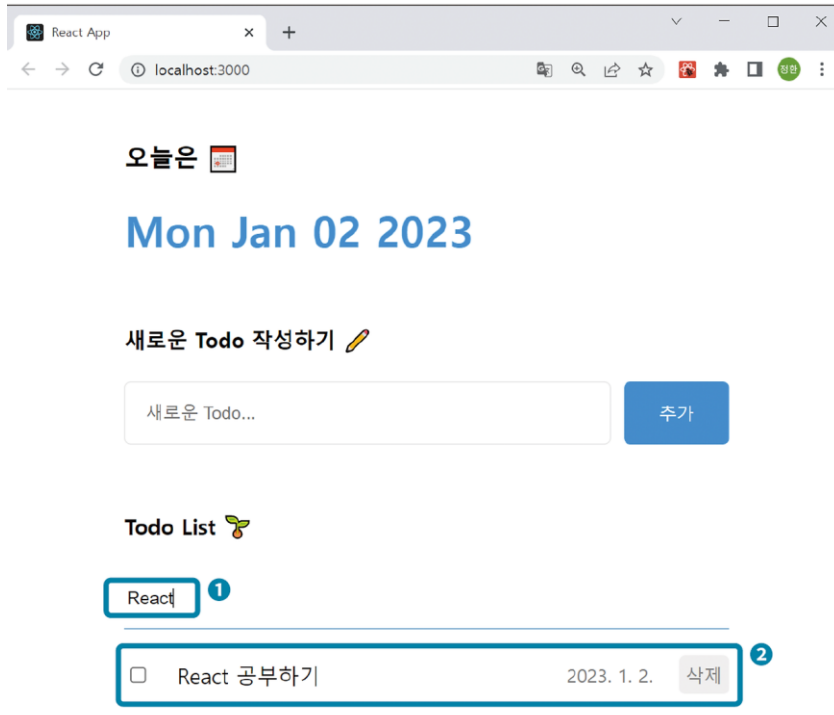 React App
localhost:3000
정환
오늘은
Mon Jan 02 2023
새로운 Todo 작성하기
새로운 Todo...
추가
Todo List
React
1
React 공부하기
2023. 1. 2.
삭제
2